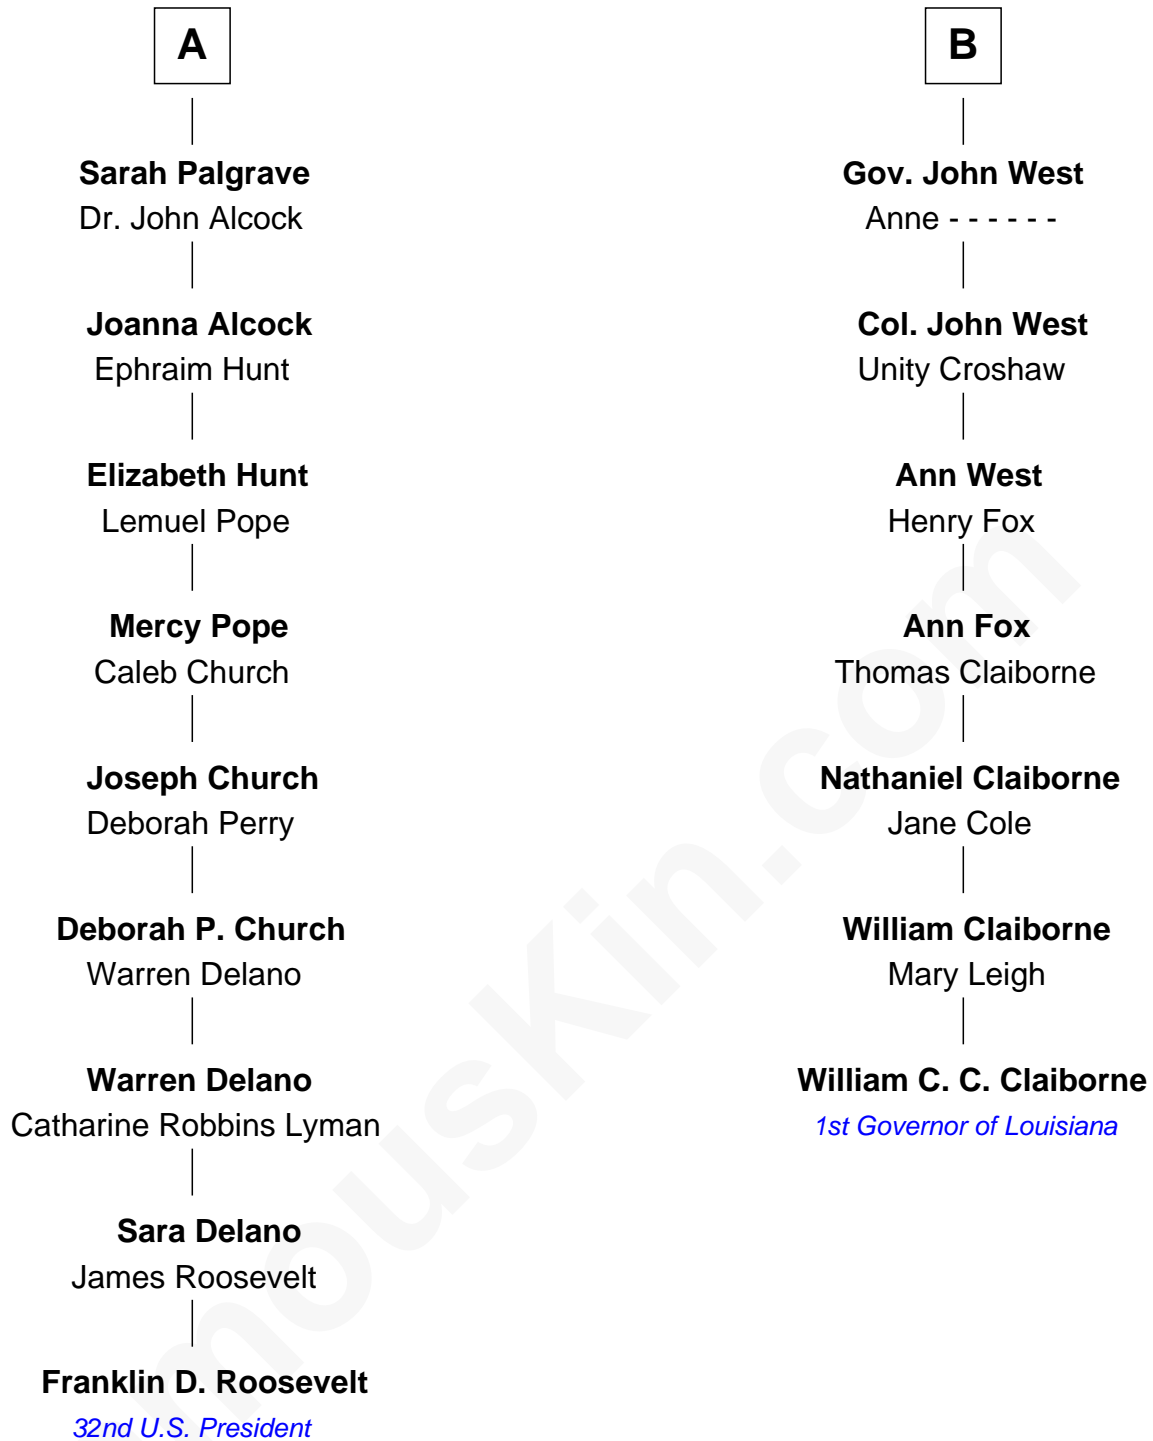 A
Sarah Palgrave
Dr. John Alcock
Joanna Alcock
Ephraim Hunt
Elizabeth Hunt
Lemuel Pope
Mercy Pope
Caleb Church
Joseph Church
Deborah Perry
Deborah P. Church
Warren Delano
Warren Delano
Catharine Robbins Lyman
Sara Delano
James Roosevelt
Franklin D. Roosevelt
32nd U.S. President
B
Gov. John West
Anne - - - - - -
Col. John West
Unity Croshaw
Ann West
Henry Fox
Ann Fox
Thomas Claiborne
Nathaniel Claiborne
Jane Cole
William Claiborne
Mary Leigh
William C. C. Claiborne
1st Governor of Louisiana
mousKin.com